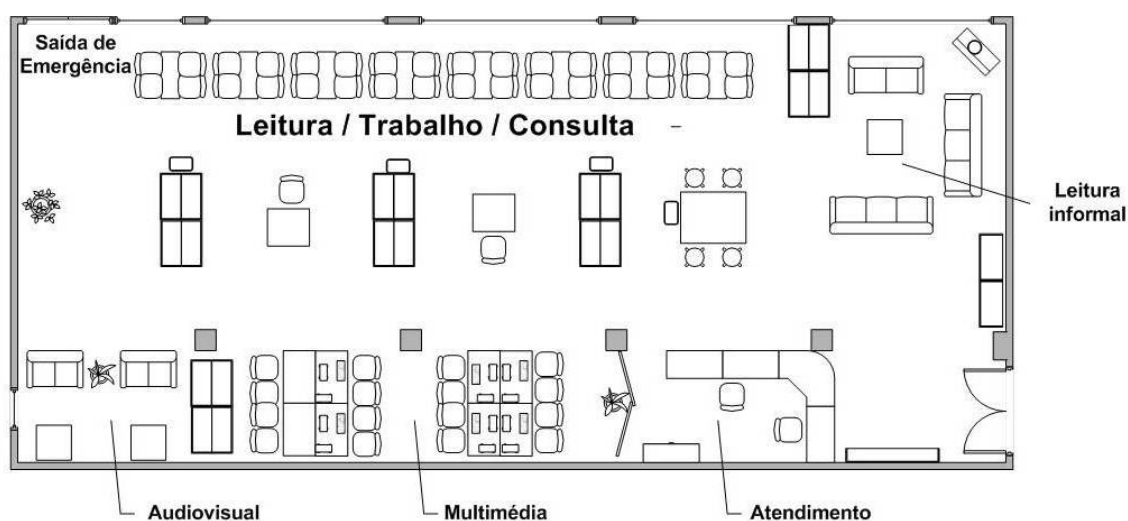 Saída de
Emergência
Leitura / Trabalho / Consulta
Leitura
informal
Audiovisual
Multimédia
Atendimento